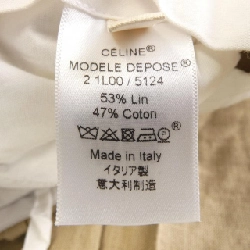 CÉLINE®
MODELE DEPOSE®
2 1L00 / 5124
53% Lin
47% Coton
Made in Italy
イタリア製
意大利制造